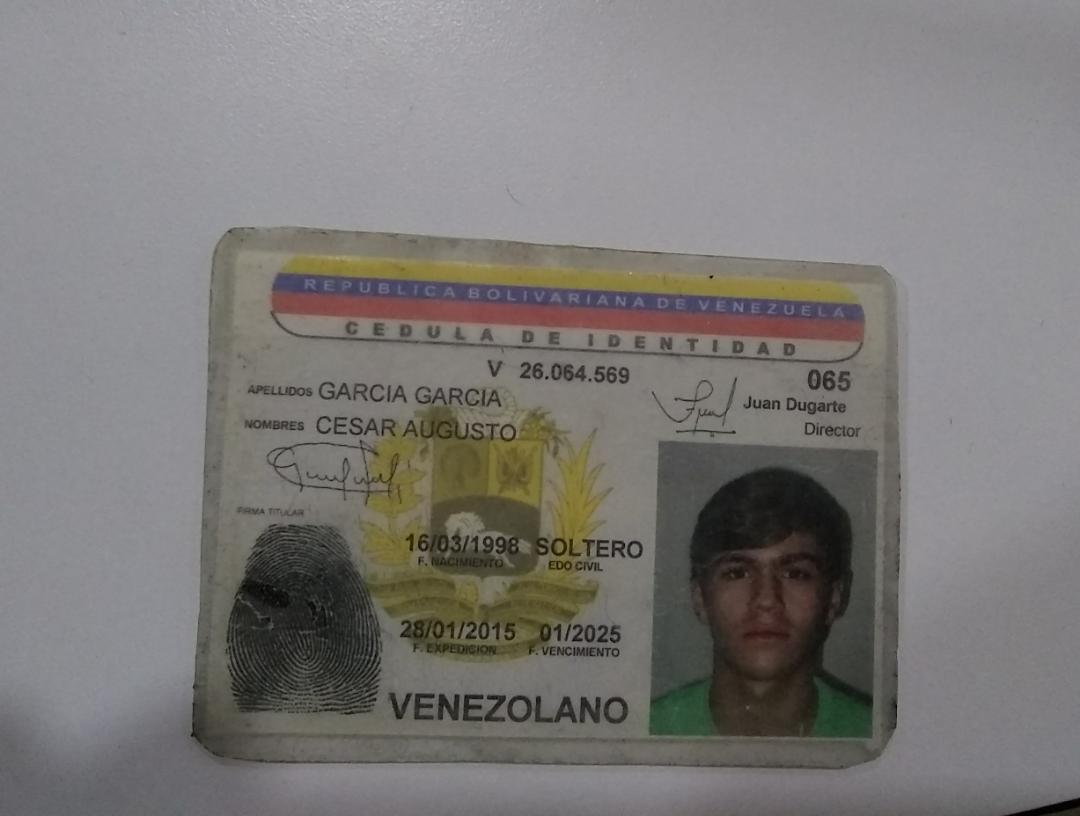 REPUBLICA BOLIVARIANA DE VENEZUELA
CEDULA DE IDENTIDAD
V 26.064.569
065
APELLIDOS GARCIA GARCIA
Juan Dugarte
NOMBRES CESAR AUGUSTO
Director
FIRMA TITULAR
16/03/1998 SOLTERO
F. NACIMIENTO EDO CIVIL
28/01/2015 01/2025
F. EXPEDICION F. VENCIMIENTO
VENEZOLANO